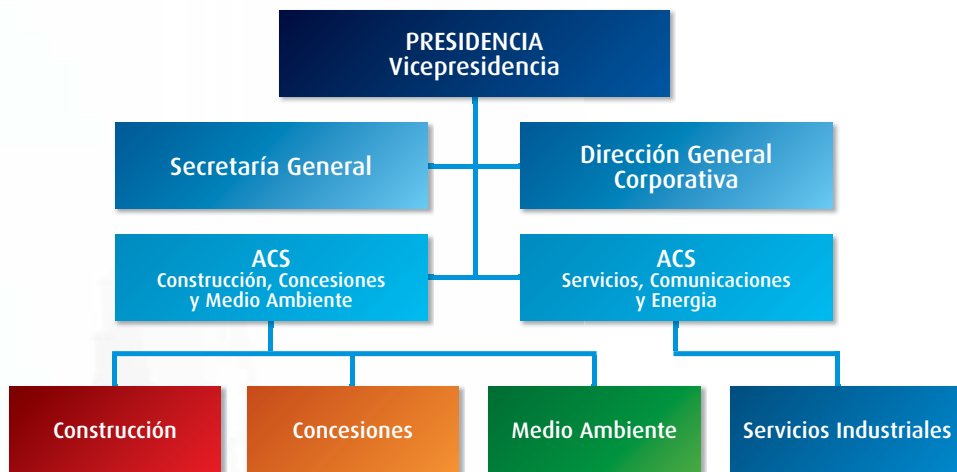 PRESIDENCIA
Vicepresidencia
Secretaría General
Dirección General
Corporativa
ACS
Construcción, Concesiones
y Medio Ambiente
ACS
Servicios, Comunicaciones
y Energia
Construcción
Concesiones
Medio Ambiente
Servicios Industriales